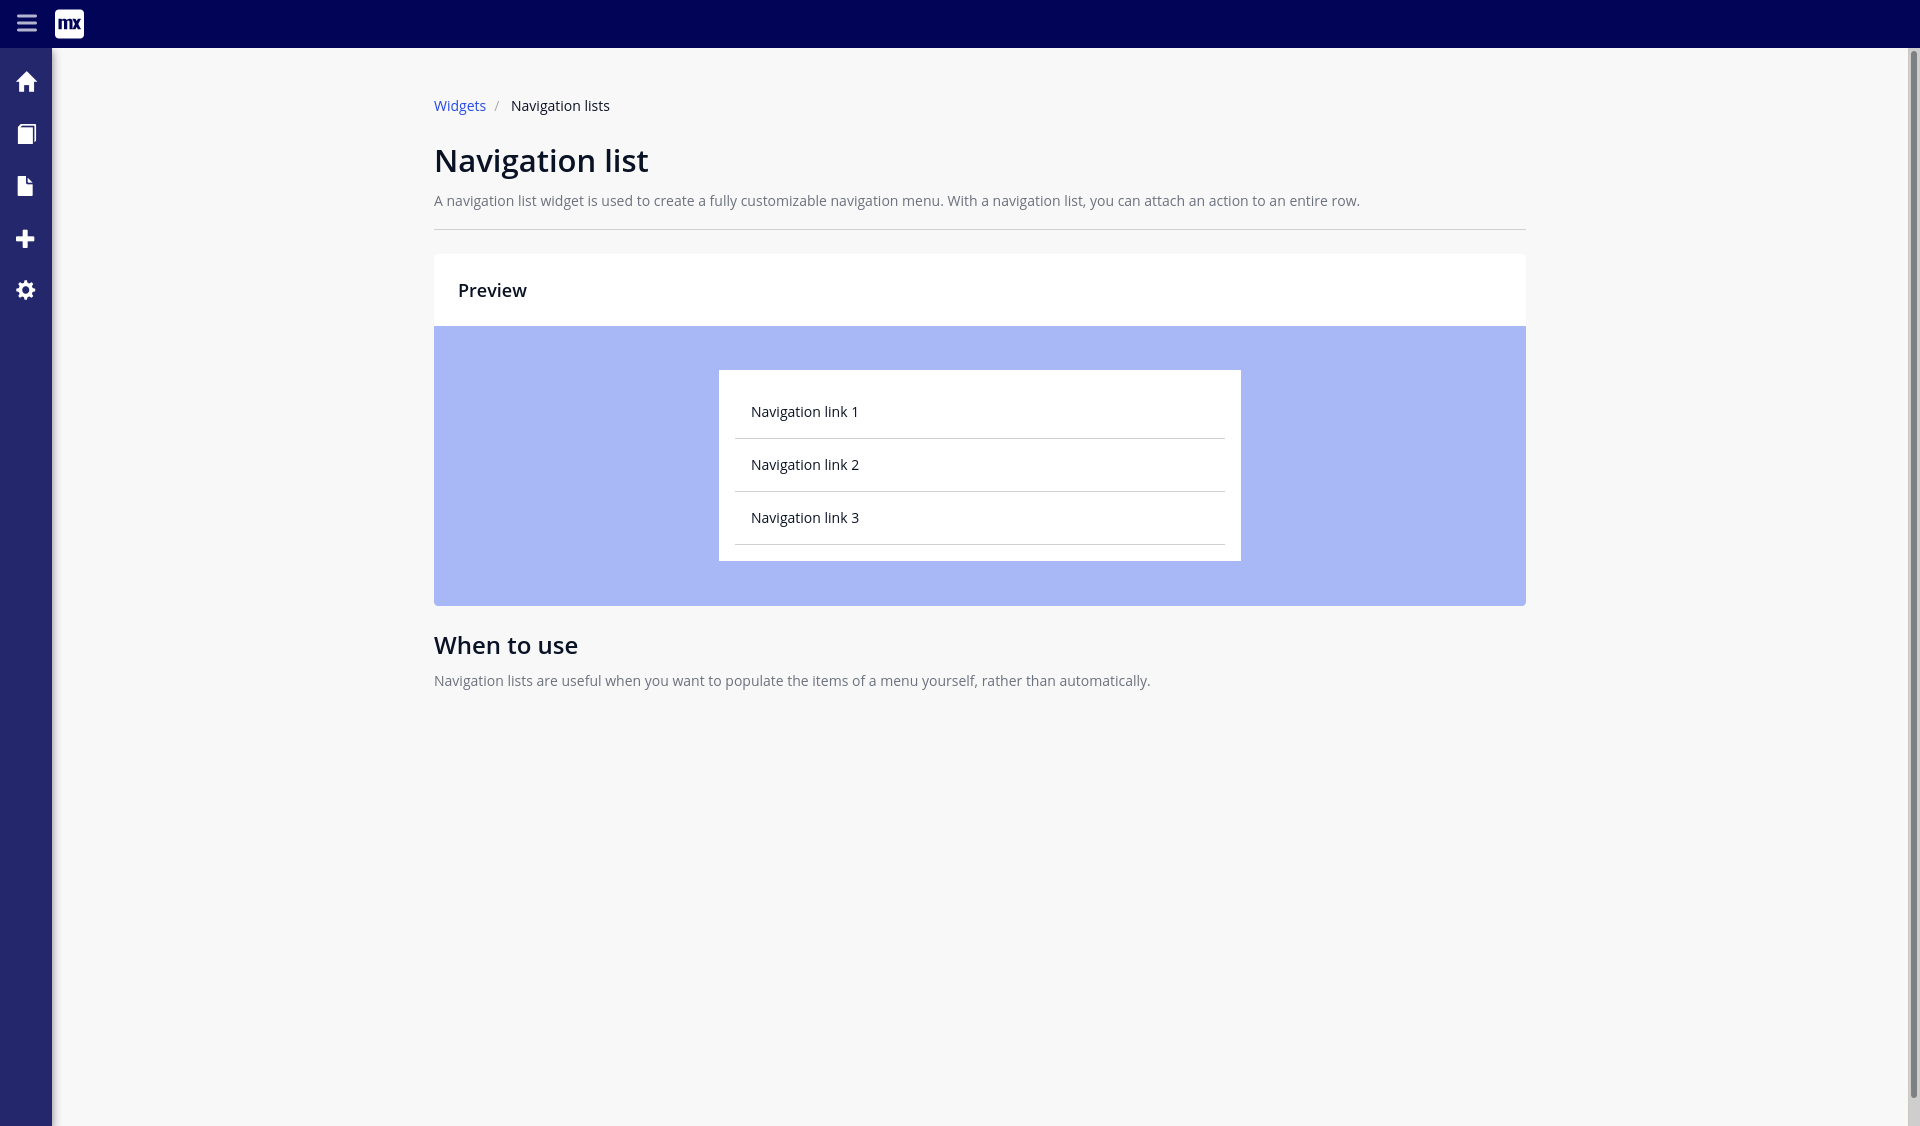 mx
Widgets / Navigation lists
Navigation list
A navigation list widget is used to create a fully customizable navigation menu. With a navigation list, you can attach an action to an entire row.
Preview
Navigation link 1
Navigation link 2
Navigation link 3
When to use
Navigation lists are useful when you want to populate the items of a menu yourself, rather than automatically.